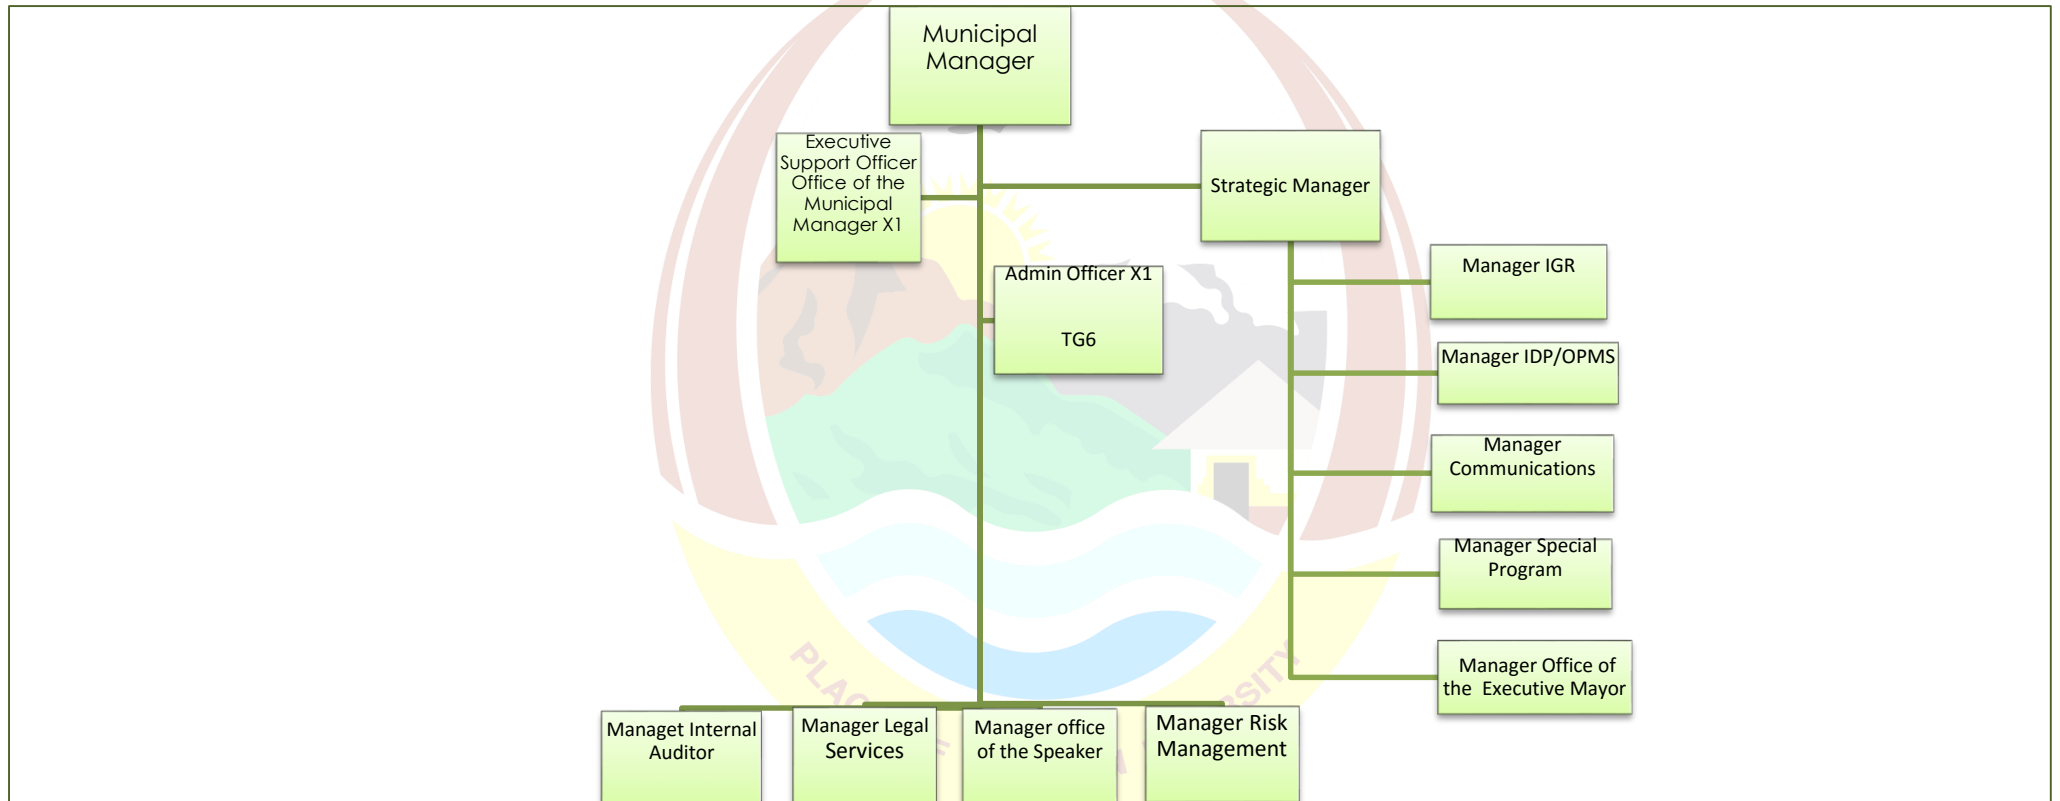 Municipal
Manager
Executive
Support Officer
Office of the
Municipal
Manager X1
Strategic Manager
Admin Officer X1
TG6
Manager IGR
Manager IDP/OPMS
Manager
Communications
Manager Special
Program
Manager Office of
the Executive Mayor
Managet Internal
Auditor
Manager Legal
Services
Manager office
of the Speaker
Manager Risk
Management